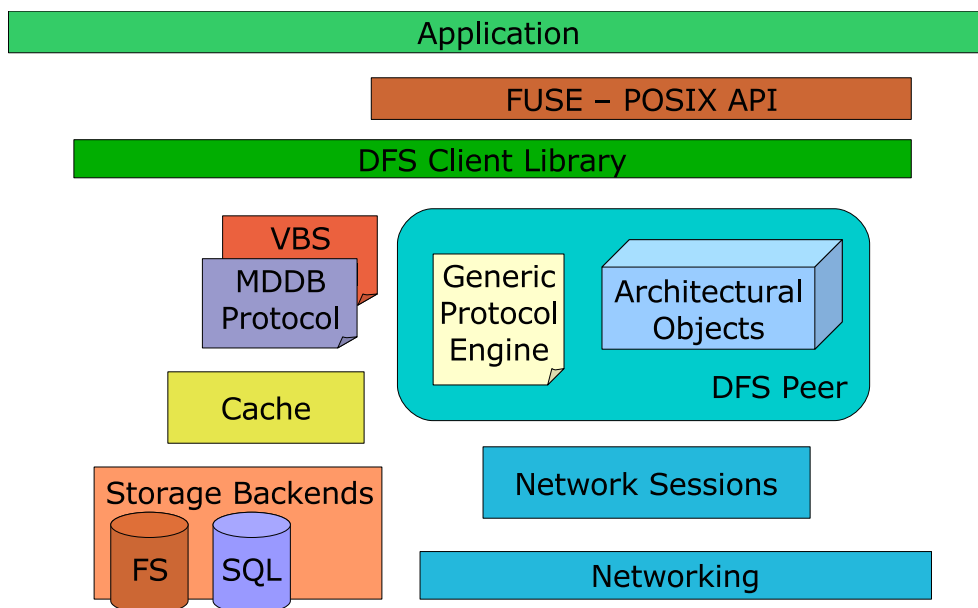 Application
FUSE – POSIX API
DFS Client Library
VBS
MDDB
Protocol
Generic
Protocol
Engine
Architectural
Objects
DFS Peer
Cache
Network Sessions
Storage Backends
FS
SQL
Networking